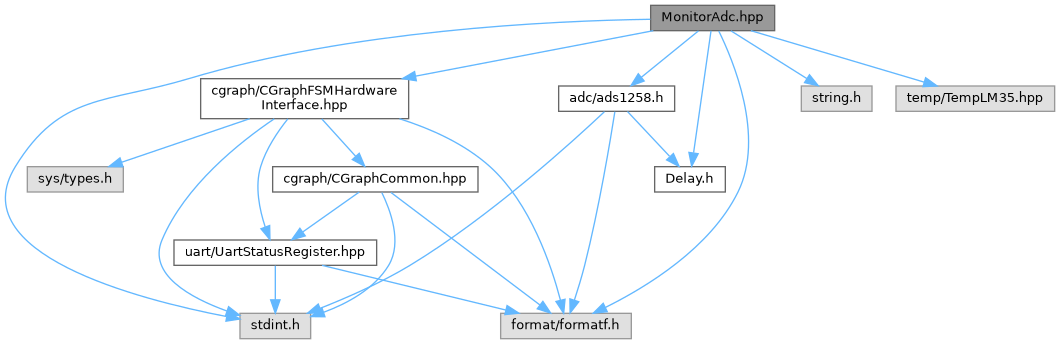 MonitorAdc.hpp
cgraph/CGraphFSMHardware
Interface.hpp
adc/ads1258.h
string.h
temp/TempLM35.hpp
sys/types.h
cgraph/CGraphCommon.hpp
Delay.h
uart/UartStatusRegister.hpp
stdint.h
format/formatf.h